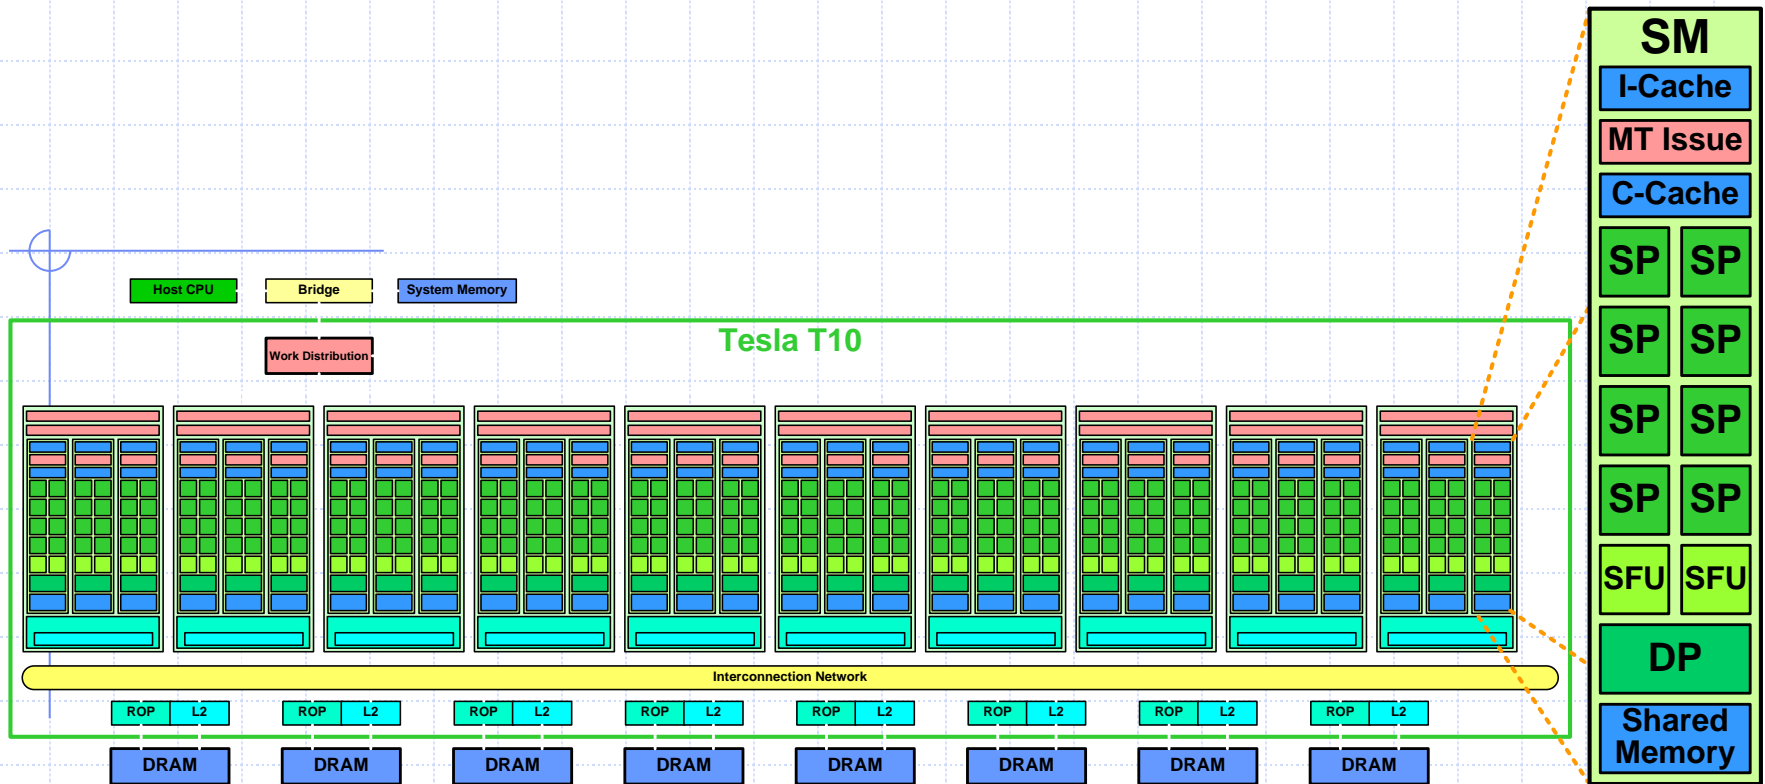 SM
I-Cache
MT Issue
C-Cache
SP SP
SP SP
SP SP
SP SP
SFU SFU
DP
Shared
Memory
Host CPU Bridge System Memory
Tesla T10
Work Distribution
Interconnection Network
ROP L2 ROP L2 ROP L2 ROP L2 ROP L2 ROP L2 ROP L2 ROP L2
DRAM DRAM DRAM DRAM DRAM DRAM DRAM DRAM